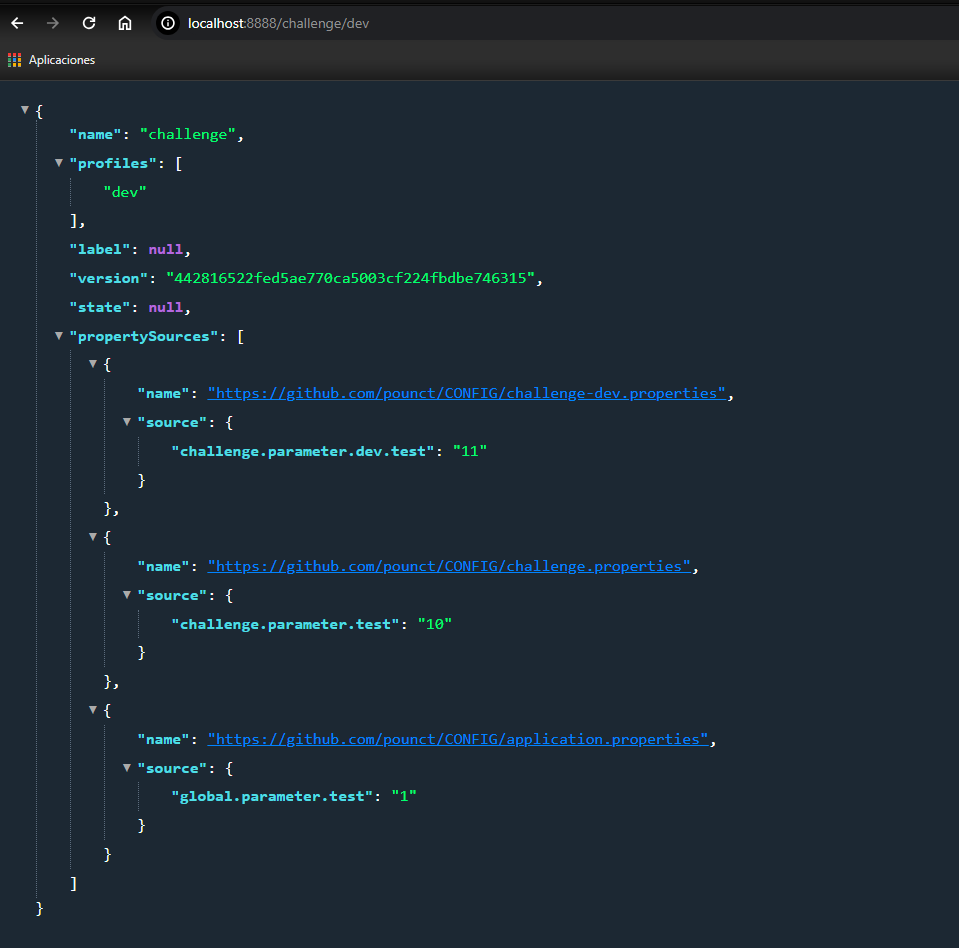 localhost:8888/challenge/dev
Aplicaciones
{
"name": "challenge",
"profiles": [
"dev"
],
"label": null,
"version": "442816522fed5ae770ca5003cf224fbdbe746315",
"state": null,
"propertySources": [
{
"name": "https://github.com/pounct/CONFIG/challenge-dev.properties",
"source": {
"challenge.parameter.dev.test": "11"
}
},
{
"name": "https://github.com/pounct/CONFIG/challenge.properties",
"source": {
"challenge.parameter.test": "10"
}
},
{
"name": "https://github.com/pounct/CONFIG/application.properties",
"source": {
"global.parameter.test": "1"
}
}
]
}